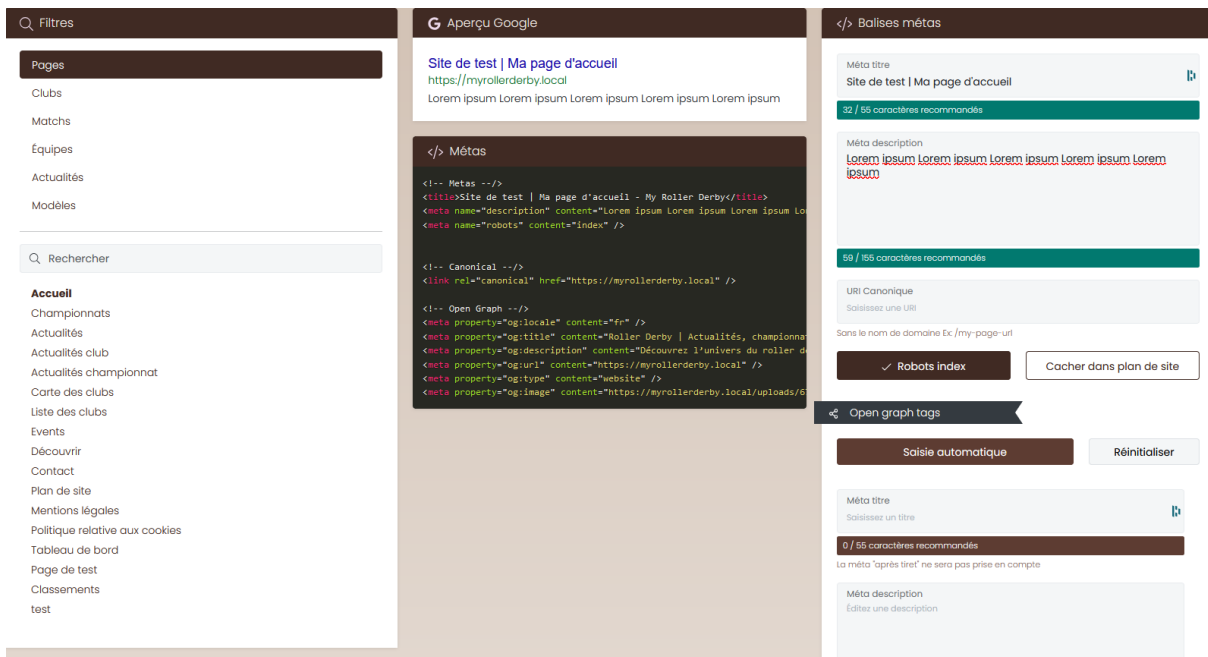 Filtres
Pages
Clubs
Matchs
Équipes
Actualités
Modèles
Rechercher
Accueil
Championnats
Actualités
Actualités club
Actualités championnat
Carte des clubs
Liste des clubs
Events
Découvrir
Contact
Plan de site
Mentions légales
Politique relative aux cookies
Tableau de bord
Page de test
Classements
test
G Aperçu Google
Site de test | Ma page d'accueil
https://myrollerderby.local
Lorem ipsum Lorem ipsum Lorem ipsum Lorem ipsum Lorem ipsum
</> Métas
<!-- Metas --/>
<title>Site de test | Ma page d'accueil - My Roller Derby</title>
<meta name="description" content="Lorem ipsum Lorem ipsum Lorem ipsum Lo
<meta name="robots" content="index" />
<!-- Canonical --/>
<link rel="canonical" href="https://myrollerderby.local" />
<!-- Open Graph --/>
<meta property="og:locale" content="fr" />
<meta property="og:title" content="Roller Derby | Actualités, championna
<meta property="og:description" content="Découvrez l'univers du roller d
<meta property="og:url" content="https://myrollerderby.local" />
<meta property="og:type" content="website" />
<meta property="og:image" content="https://myrollerderby.local/uploads/6
</> Balises métas
Méta titre
Site de test | Ma page d'accueil
32 / 55 caractères recommandés
Méta description
Lorem ipsum Lorem ipsum Lorem ipsum Lorem ipsum Lorem
ipsum
59 / 155 caractères recommandés
URI Canonique
Saisissez une URI
Sans le nom de domaine Ex: /my-page-url
Robots index
Cacher dans plan de site
Open graph tags
Saisie automatique
Réinitialiser
Méta titre
Saisissez un titre
0 / 55 caractères recommandés
La méta "après tiret" ne sera pas prise en compte
Méta description
Éditez une description